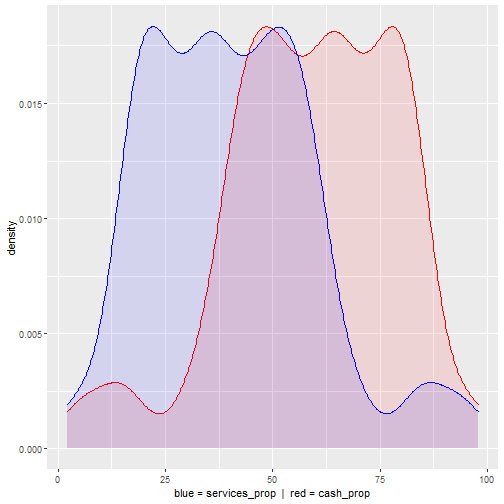 density
0.015
0.010
0.005
0.000
0 25 50 75 100
blue = services_prop | red = cash_prop